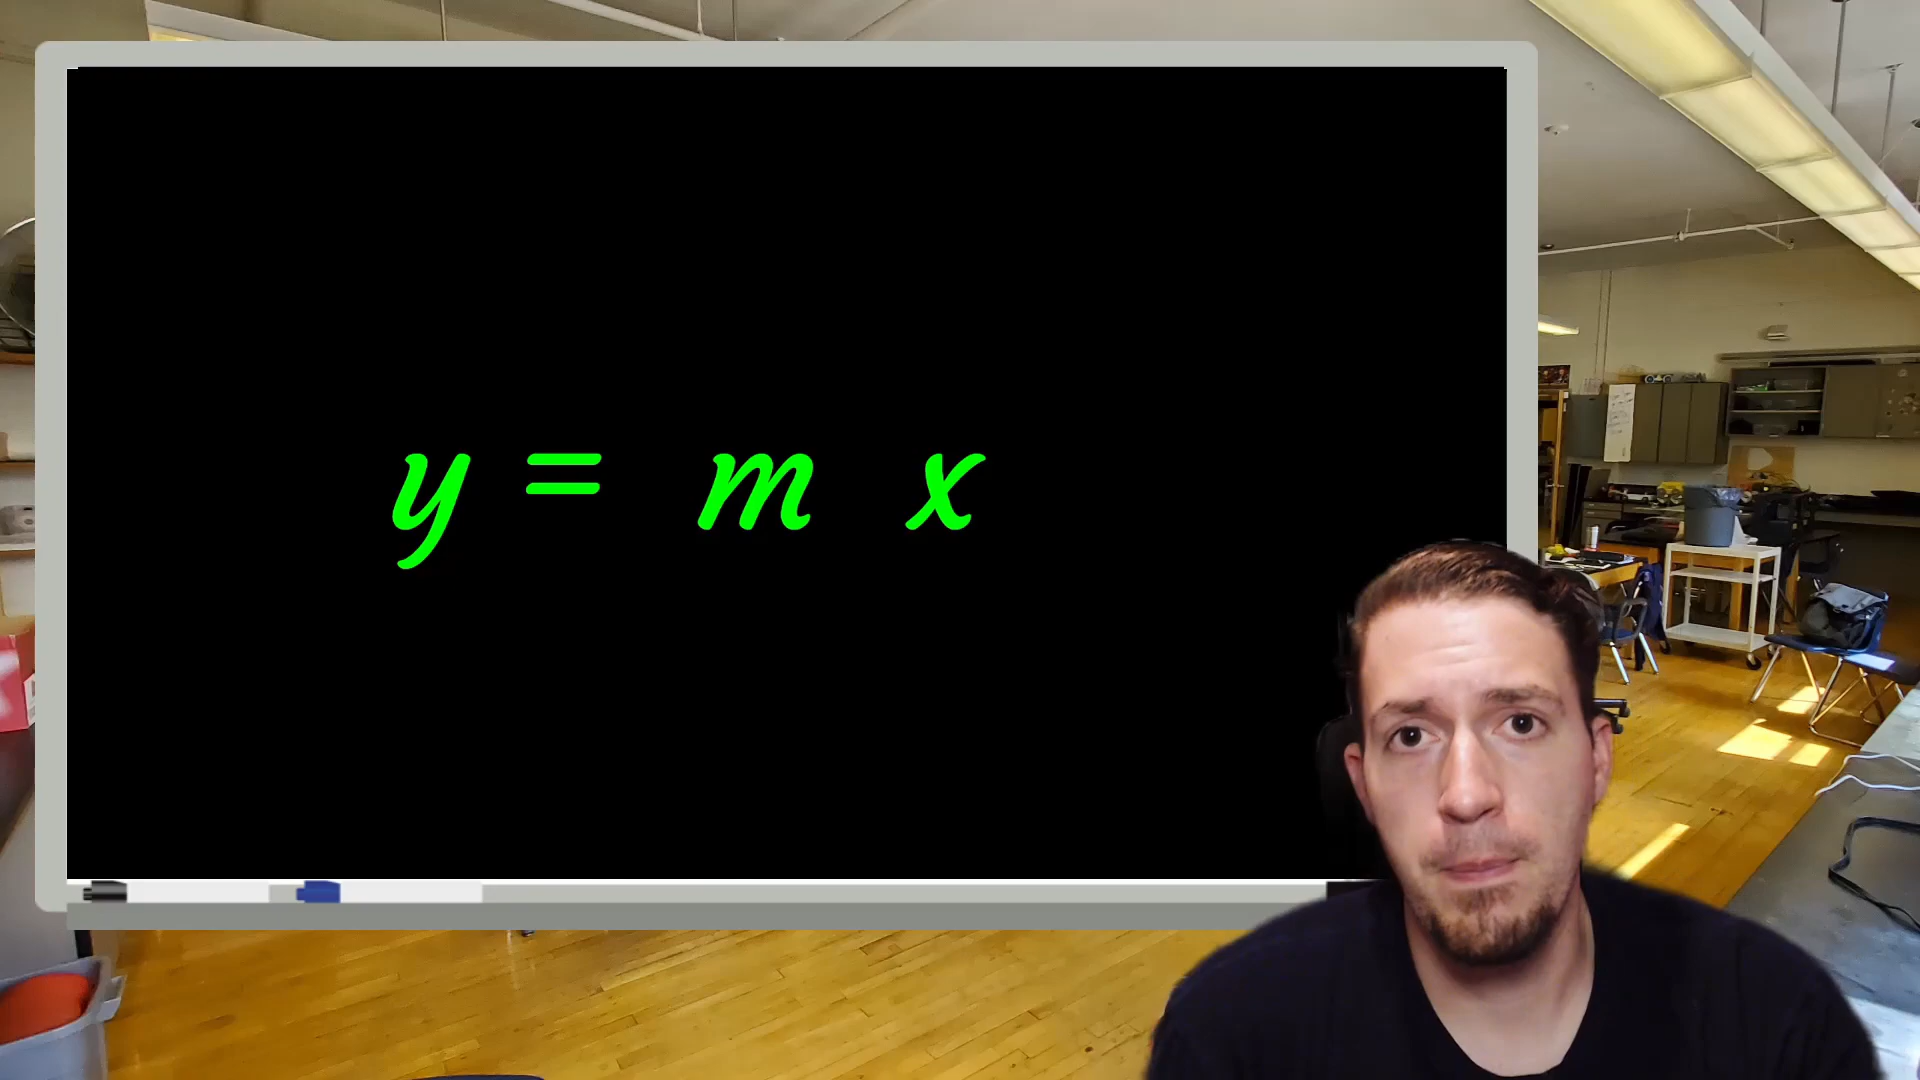 y = m x